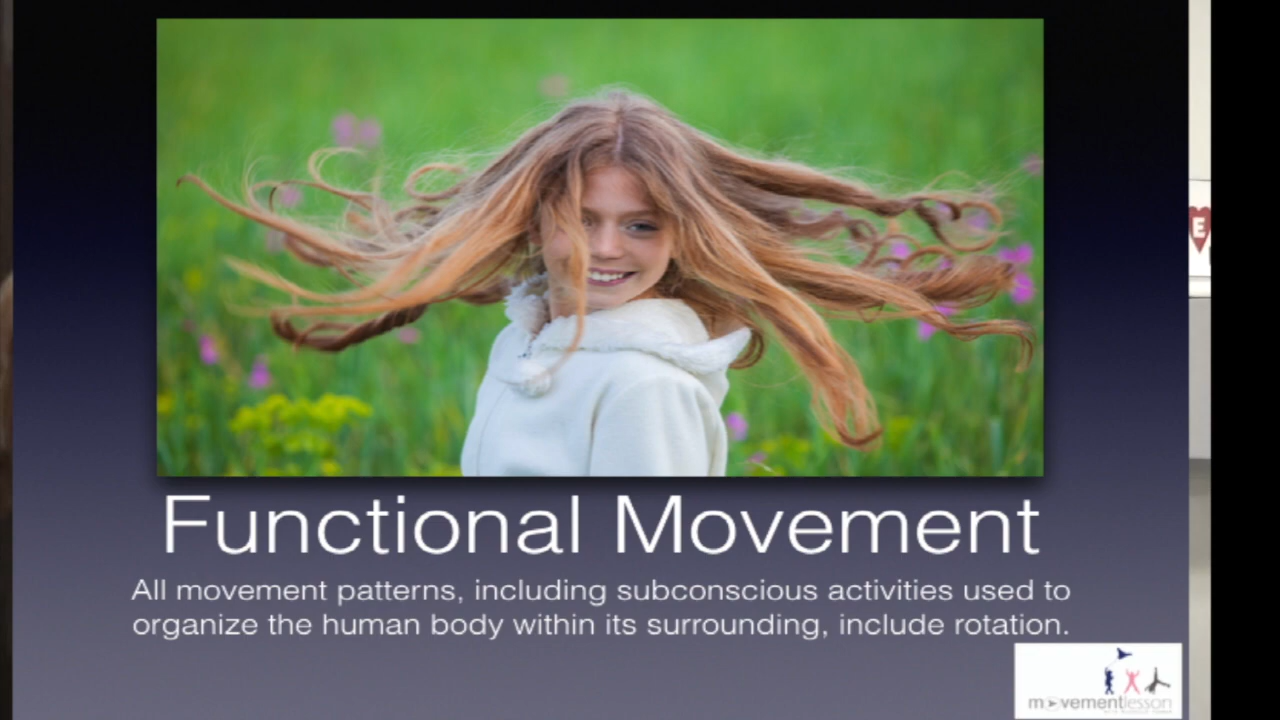 E
Functional Movement
All movement patterns, including subconscious activities used to
organize the human body within its surrounding, include rotation.
movementlesson